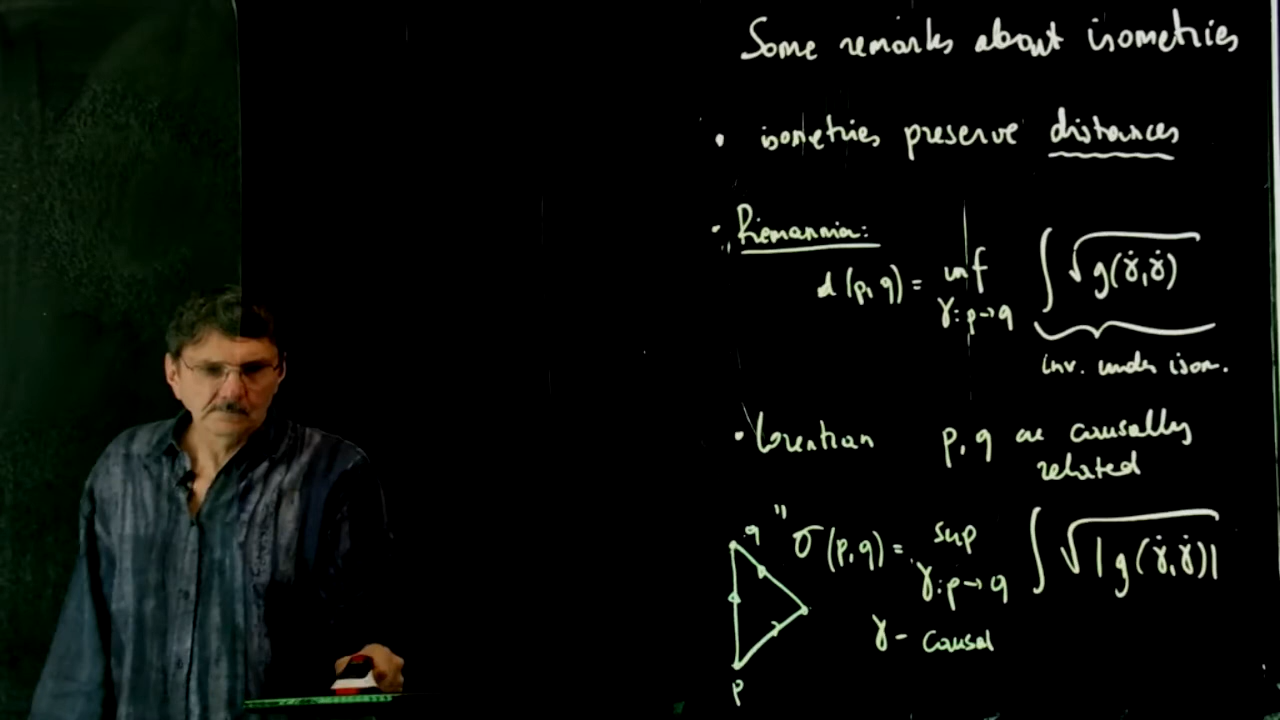 Some remarks about isometries
• isometries preserve distances
• Riemannian:
d(p,q) = inf ∫ √g(γ̇,γ̇)
γ: p→q
inv. under isom.
• Lorentzian p, q are causally
related
q " σ(p,q) = sup ∫ √|g(γ̇,γ̇)|
γ: p→q
γ - causal
p